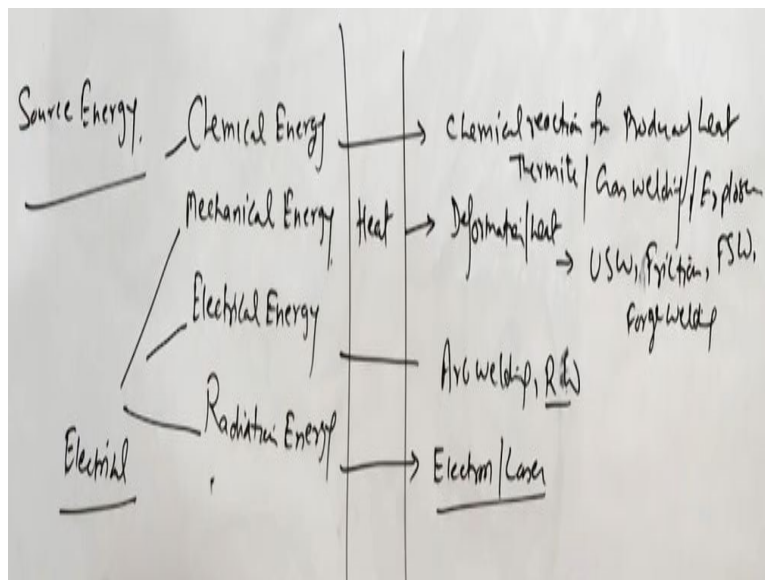 Source Energy.
Chemical Energy
Chemical reaction for Produces heat
Thermite / Gas welding / Explosion
Mechanical Energy
Heat
Deformation/heat
USW, Friction, FSW,
Forge welding
Electrical Energy
Arc welding, RW
Radiation Energy
Electrical
Electron / Laser